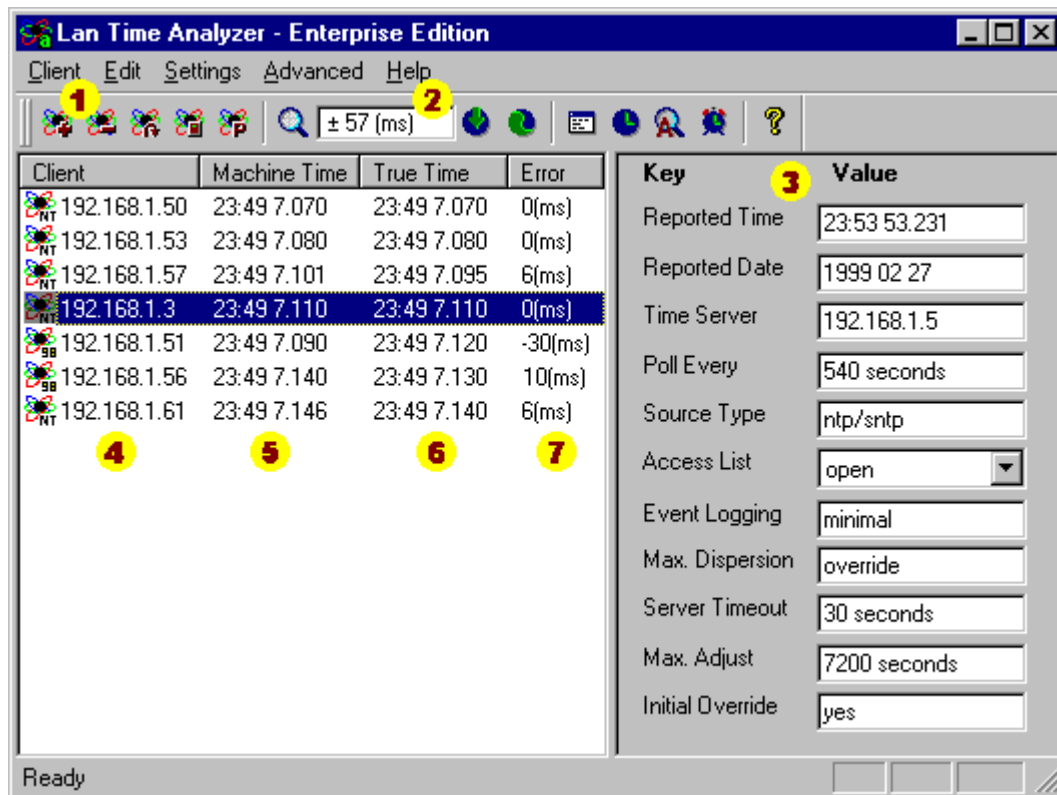 Lan Time Analyzer - Enterprise Edition
Client Edit Settings Advanced Help
1 2
± 57 (ms)
Client Machine Time True Time Error
NT 192.168.1.50 23:49 7.070 23:49 7.070 0(ms)
NT 192.168.1.53 23:49 7.080 23:49 7.080 0(ms)
NT 192.168.1.57 23:49 7.101 23:49 7.095 6(ms)
NT 192.168.1.3 23:49 7.110 23:49 7.110 0(ms)
98 192.168.1.51 23:49 7.090 23:49 7.120 -30(ms)
98 192.168.1.56 23:49 7.140 23:49 7.130 10(ms)
NT 192.168.1.61 23:49 7.146 23:49 7.140 6(ms)
4 5 6 7
Key 3 Value
Reported Time 23:53 53.231
Reported Date 1999 02 27
Time Server 192.168.1.5
Poll Every 540 seconds
Source Type ntp/sntp
Access List open
Event Logging minimal
Max. Dispersion override
Server Timeout 30 seconds
Max. Adjust 7200 seconds
Initial Override yes
Ready